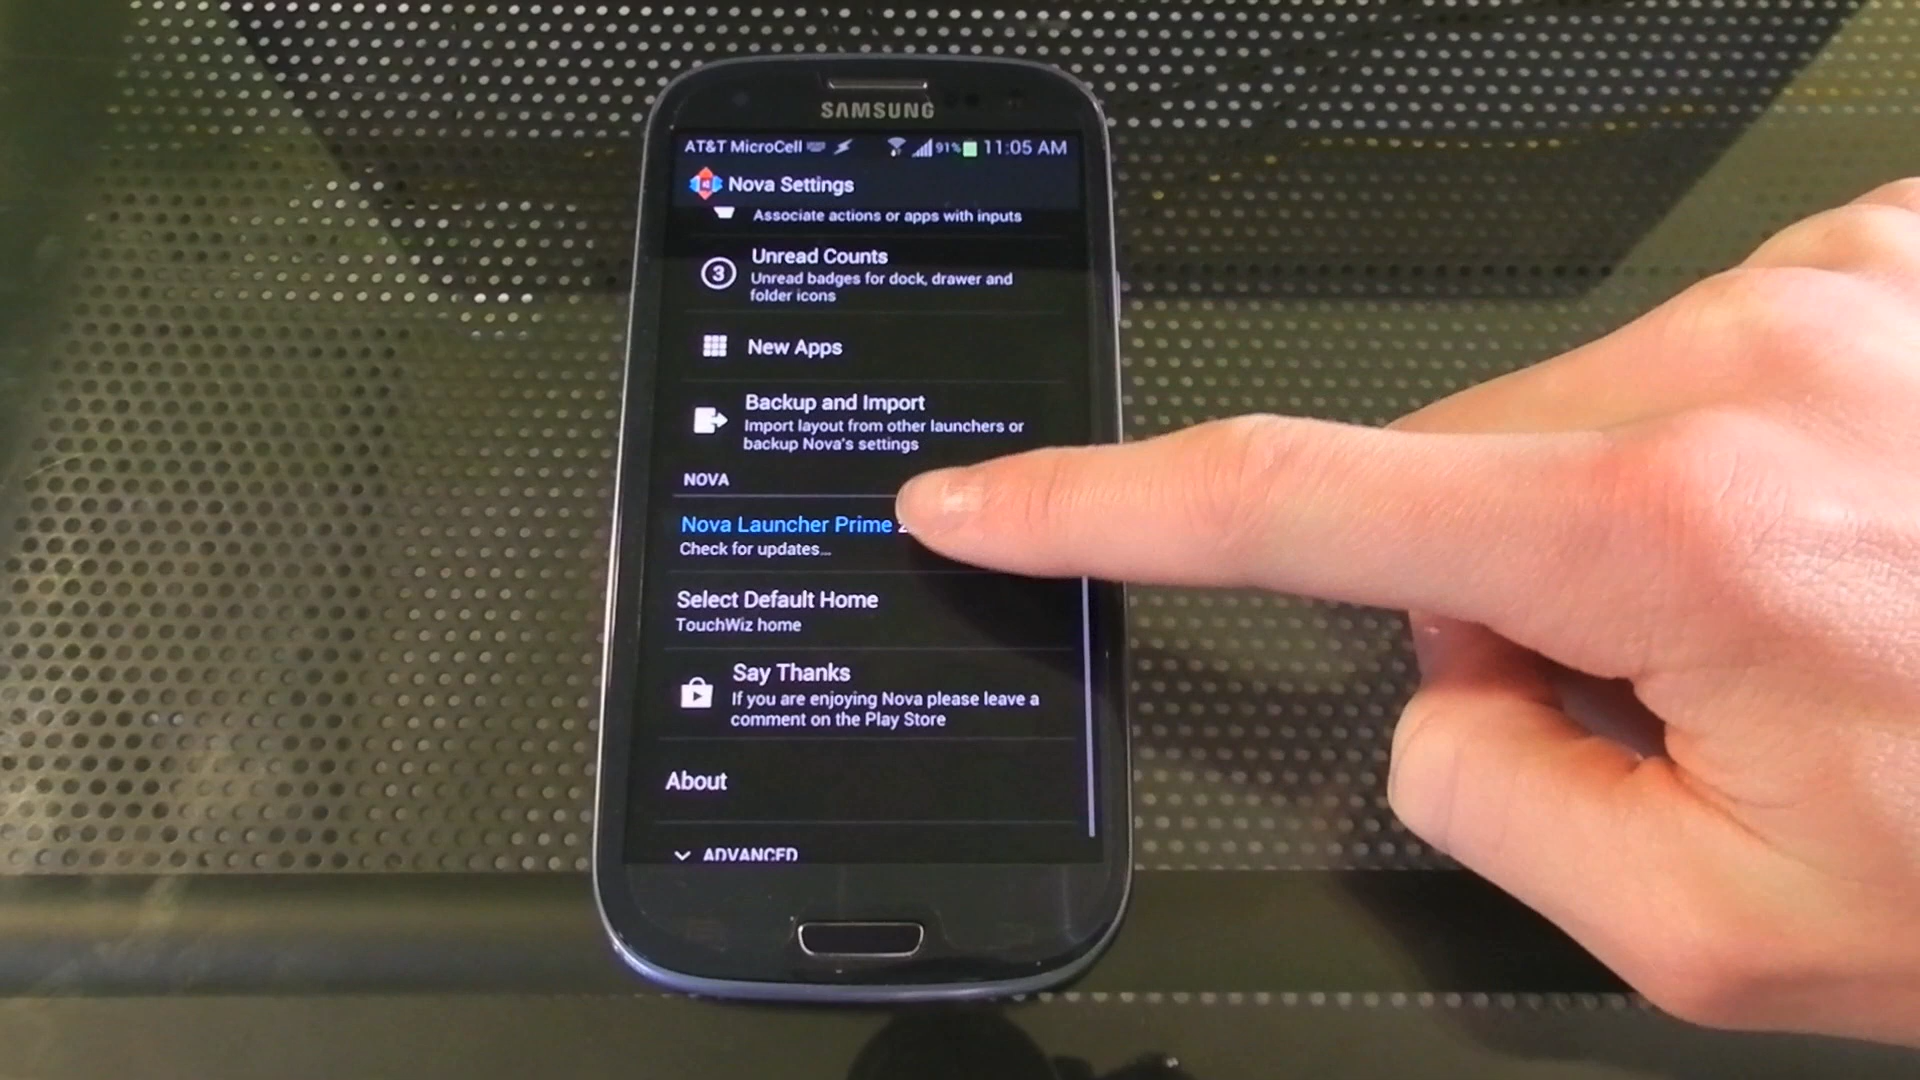 SAMSUNG
AT&T MicroCell 91% 11:05 AM
Nova Settings
Associate actions or apps with inputs
3
Unread Counts
Unread badges for dock, drawer and
folder icons
New Apps
Backup and Import
Import layout from other launchers or
backup Nova's settings
NOVA
Nova Launcher Prime
Check for updates...
Select Default Home
TouchWiz home
Say Thanks
If you are enjoying Nova please leave a
comment on the Play Store
About
ADVANCED